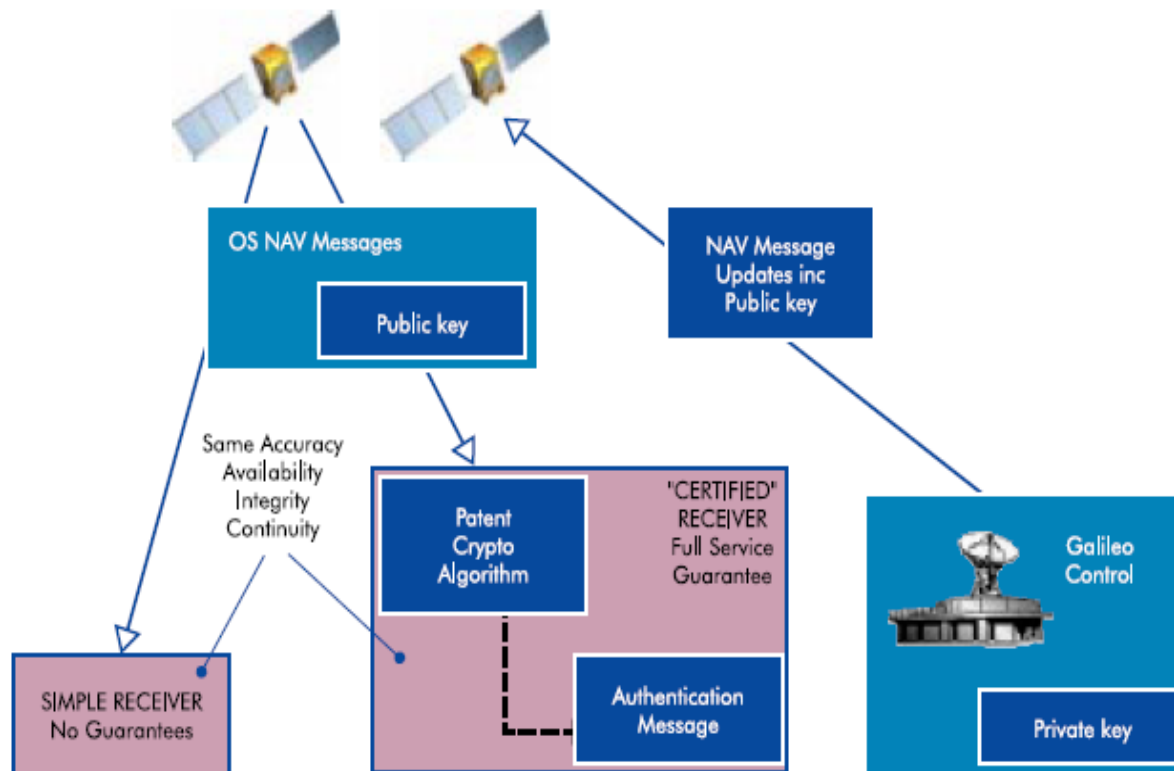 OS NAV Messages
Public key
NAV Message
Updates inc
Public key
Same Accuracy
Availability
Integrity
Continuity
Patent
Crypto
Algorithm
"CERTIFIED"
RECEIVER
Full Service
Guarantee
Galileo
Control
SIMPLE RECEIVER
No Guarantees
Authentication
Message
Private key